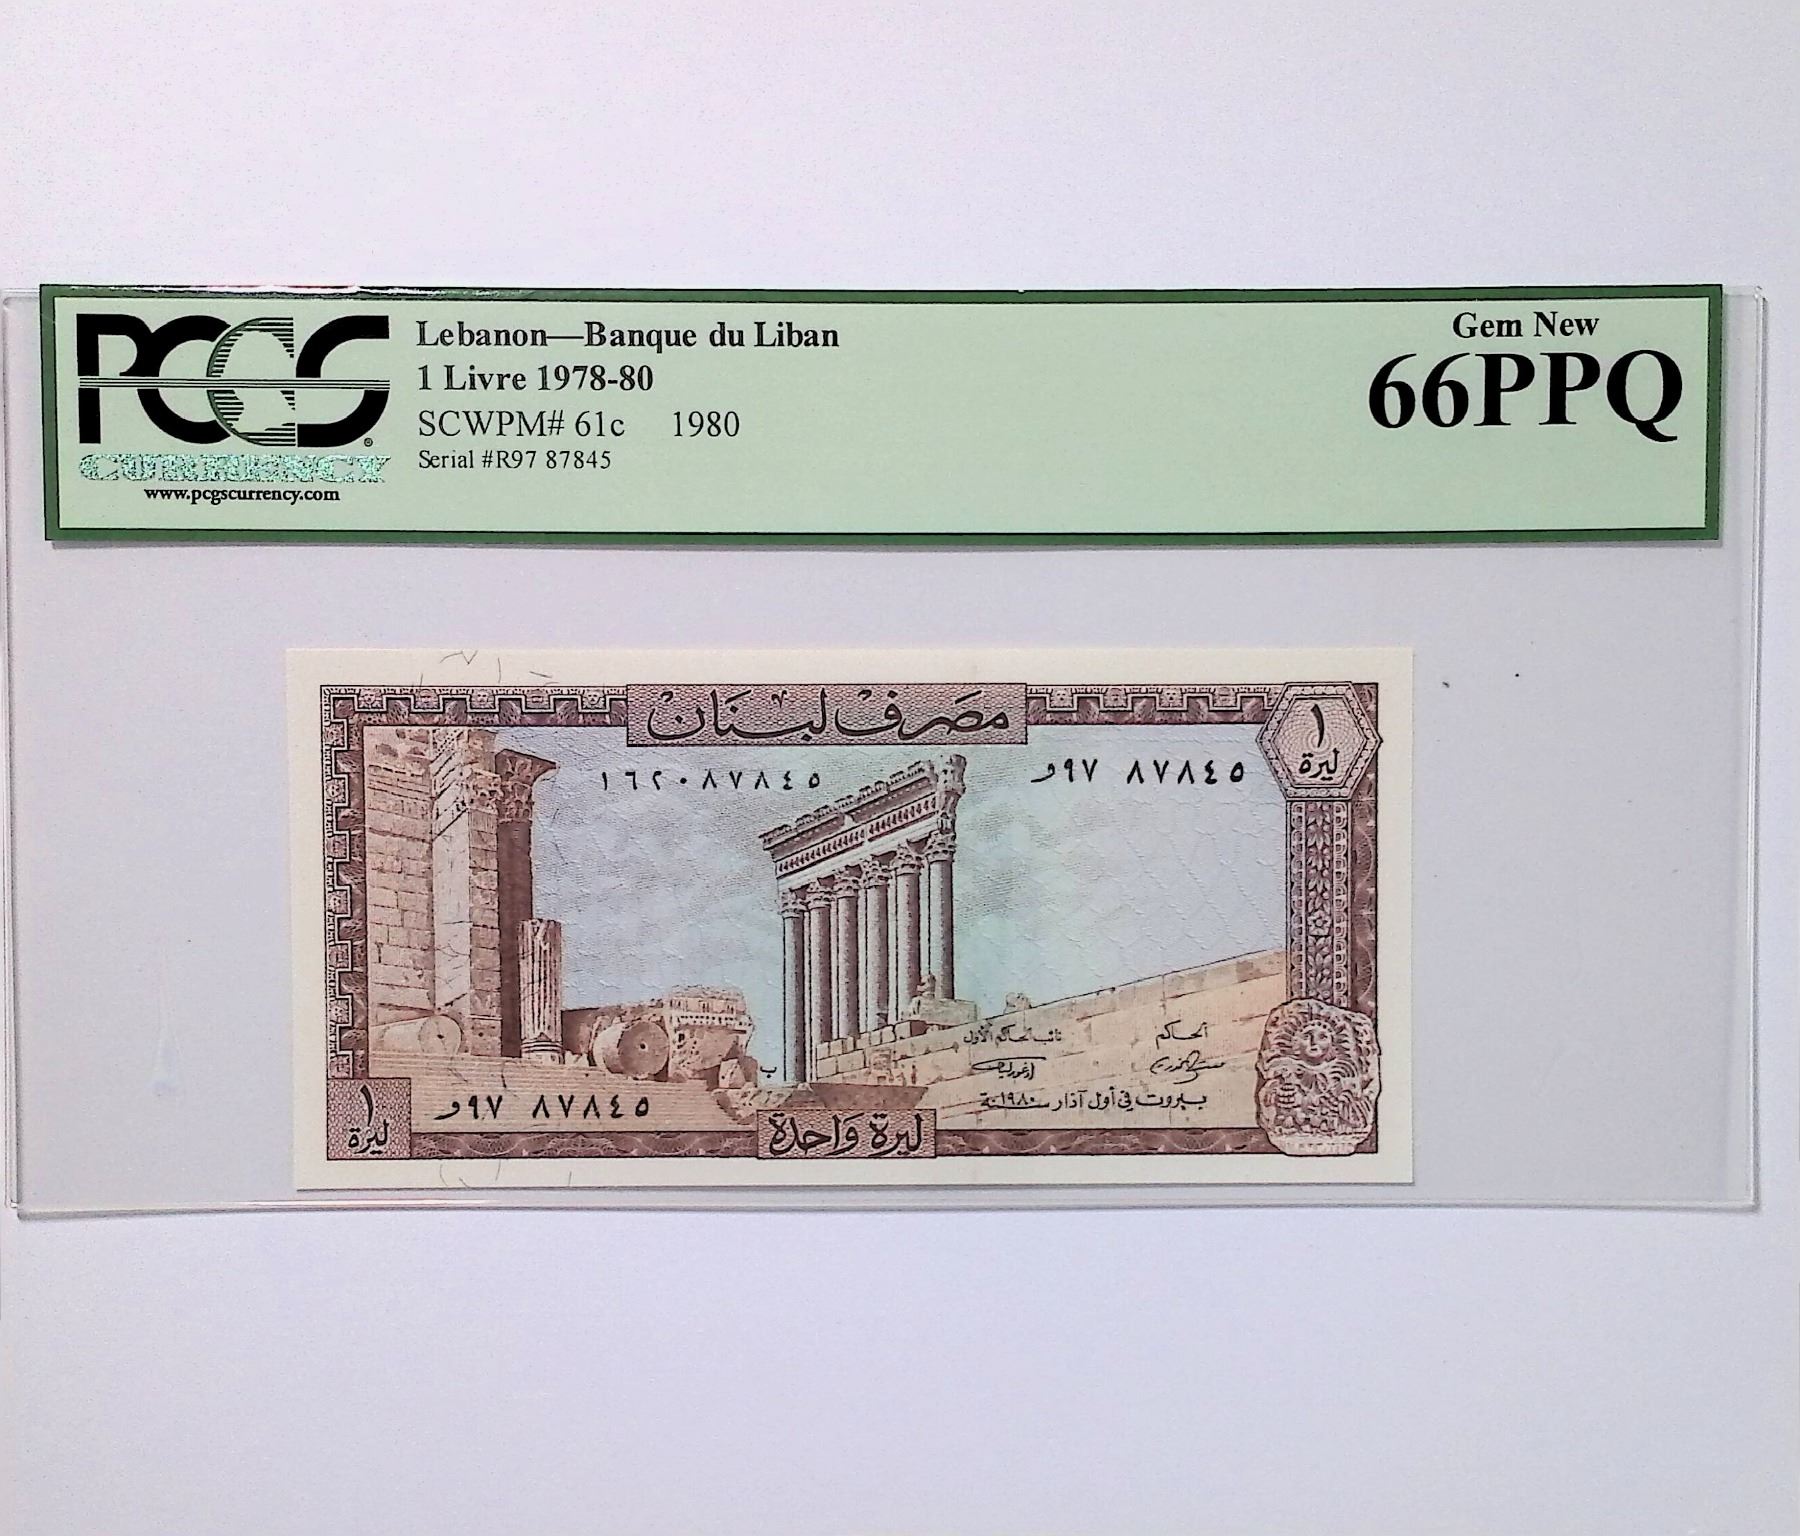 PCGS
CURRENCY
www.pcgscurrency.com
Lebanon—Banque du Liban
1 Livre 1978-80
SCWPM# 61c 1980
Serial #R97 87845
Gem New
66PPQ
مصرف لبنان
١
ليرة
١٦٢٠٨٧٨٤٥
و٩٧ ٨٧٨٤٥
نائب الحاكم الأول
الحاكم
ب
بيروت في أول آذار سنة ١٩٨٠
و٩٧ ٨٧٨٤٥
١
ليرة
ليرة واحدة